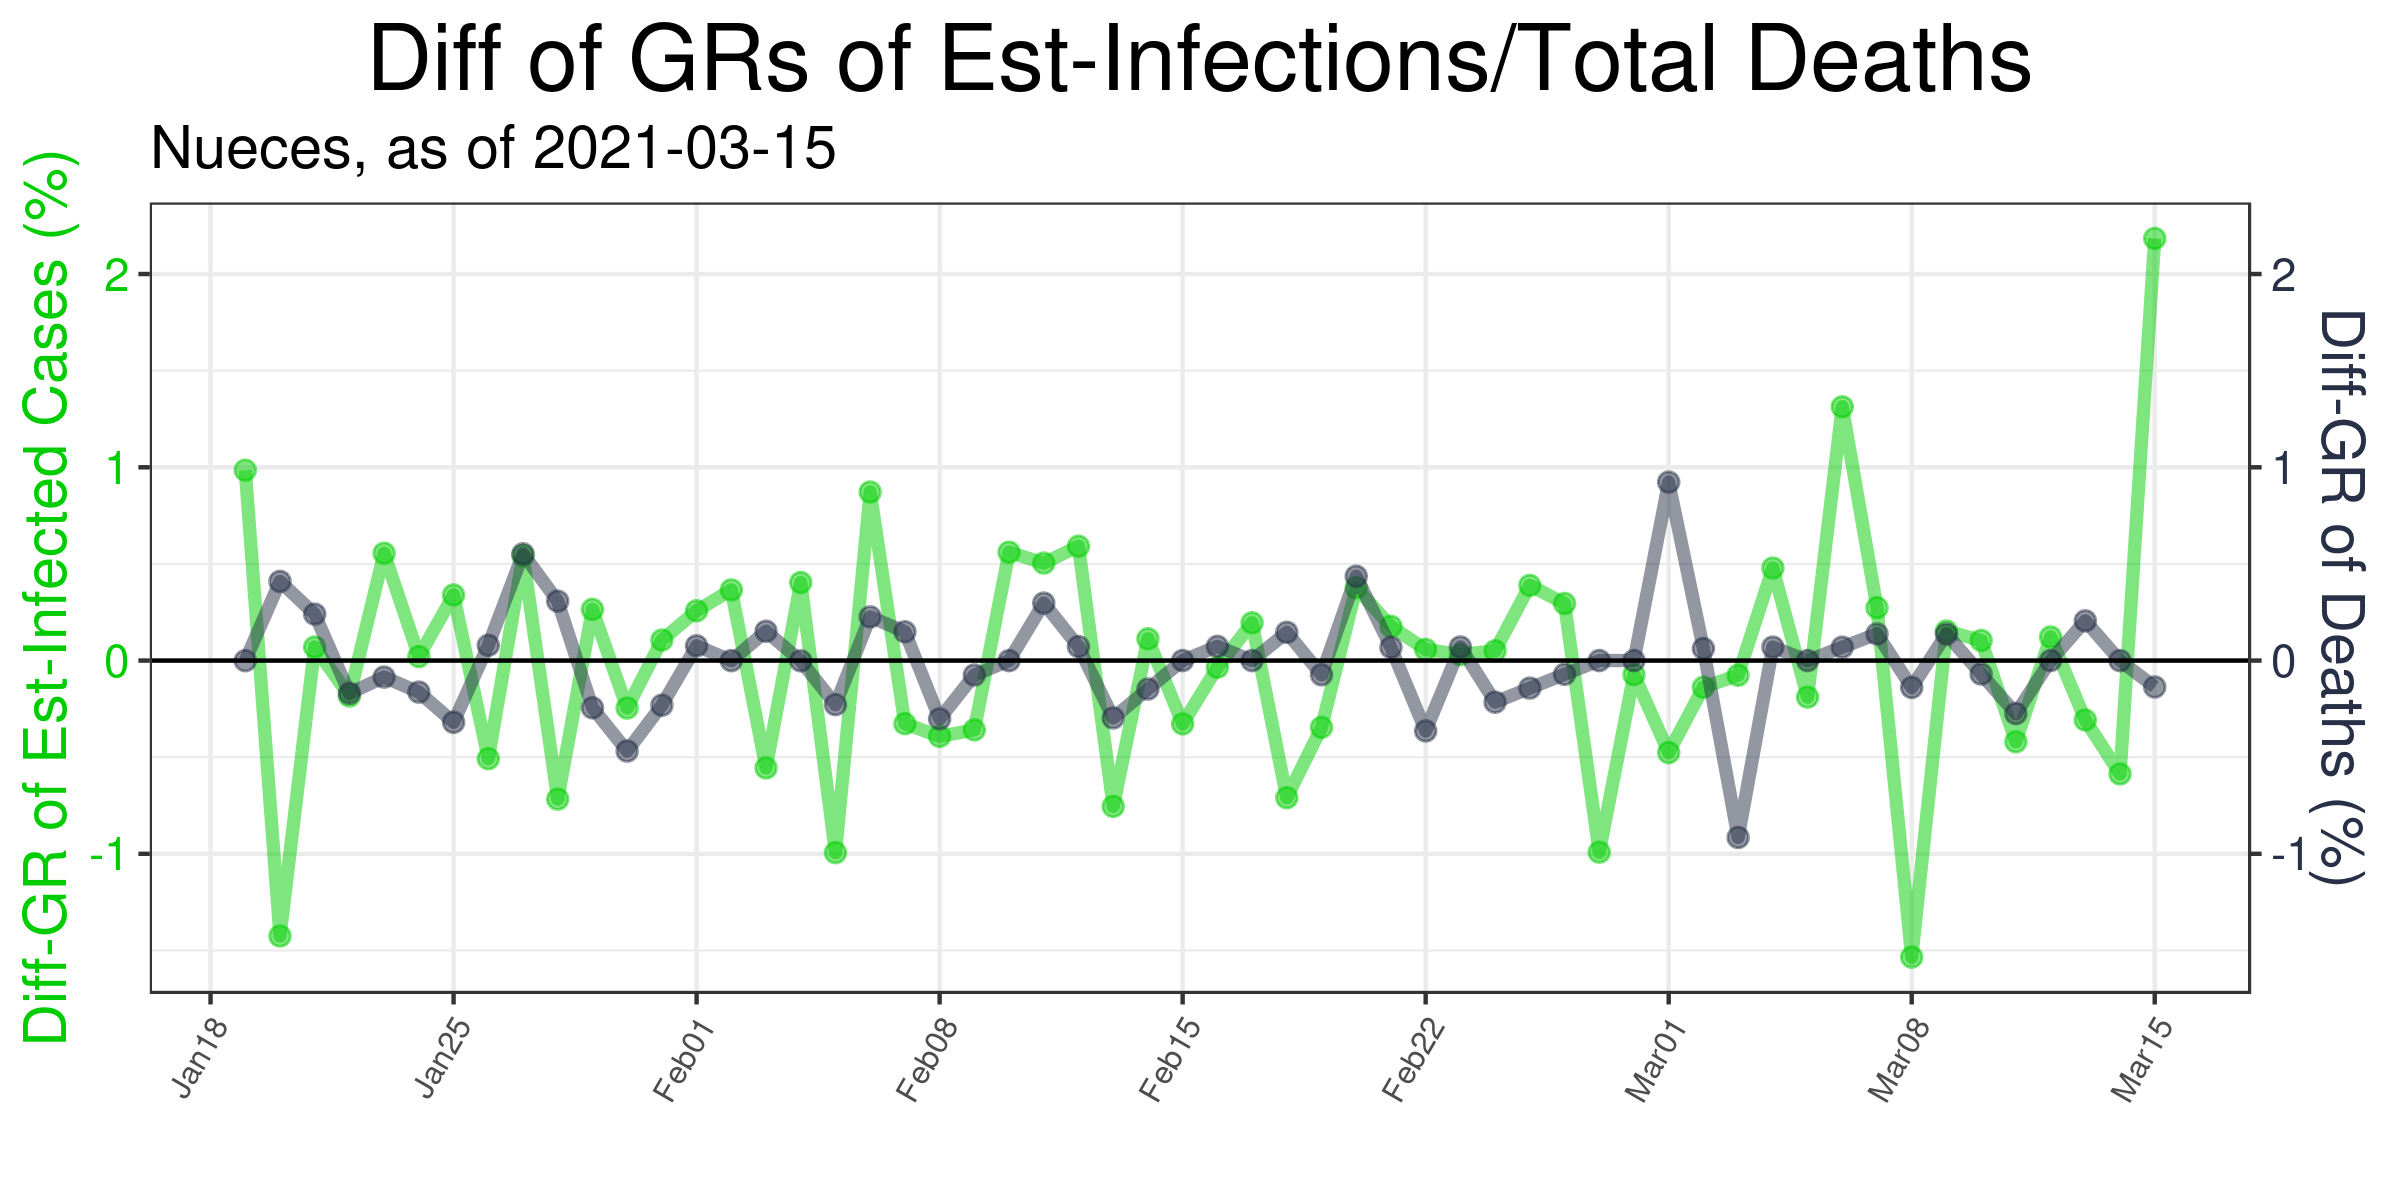 Diff of GRs of Est-Infections/Total Deaths
Nueces, as of 2021-03-15
Diff-GR of Est-Infected Cases (%)
2
1
0
-1
2
1
0
-1
Diff-GR of Deaths (%)
Jan18
Jan25
Feb01
Feb08
Feb15
Feb22
Mar01
Mar08
Mar15